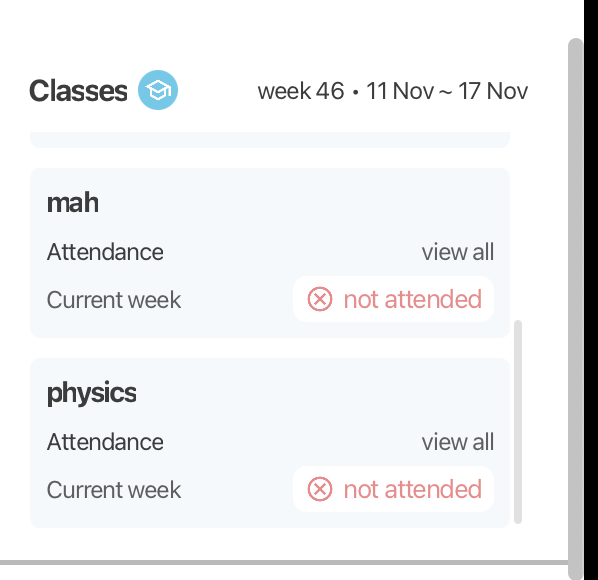 Classes week 46 • 11 Nov ~ 17 Nov
mah
Attendance view all
Current week not attended
physics
Attendance view all
Current week not attended